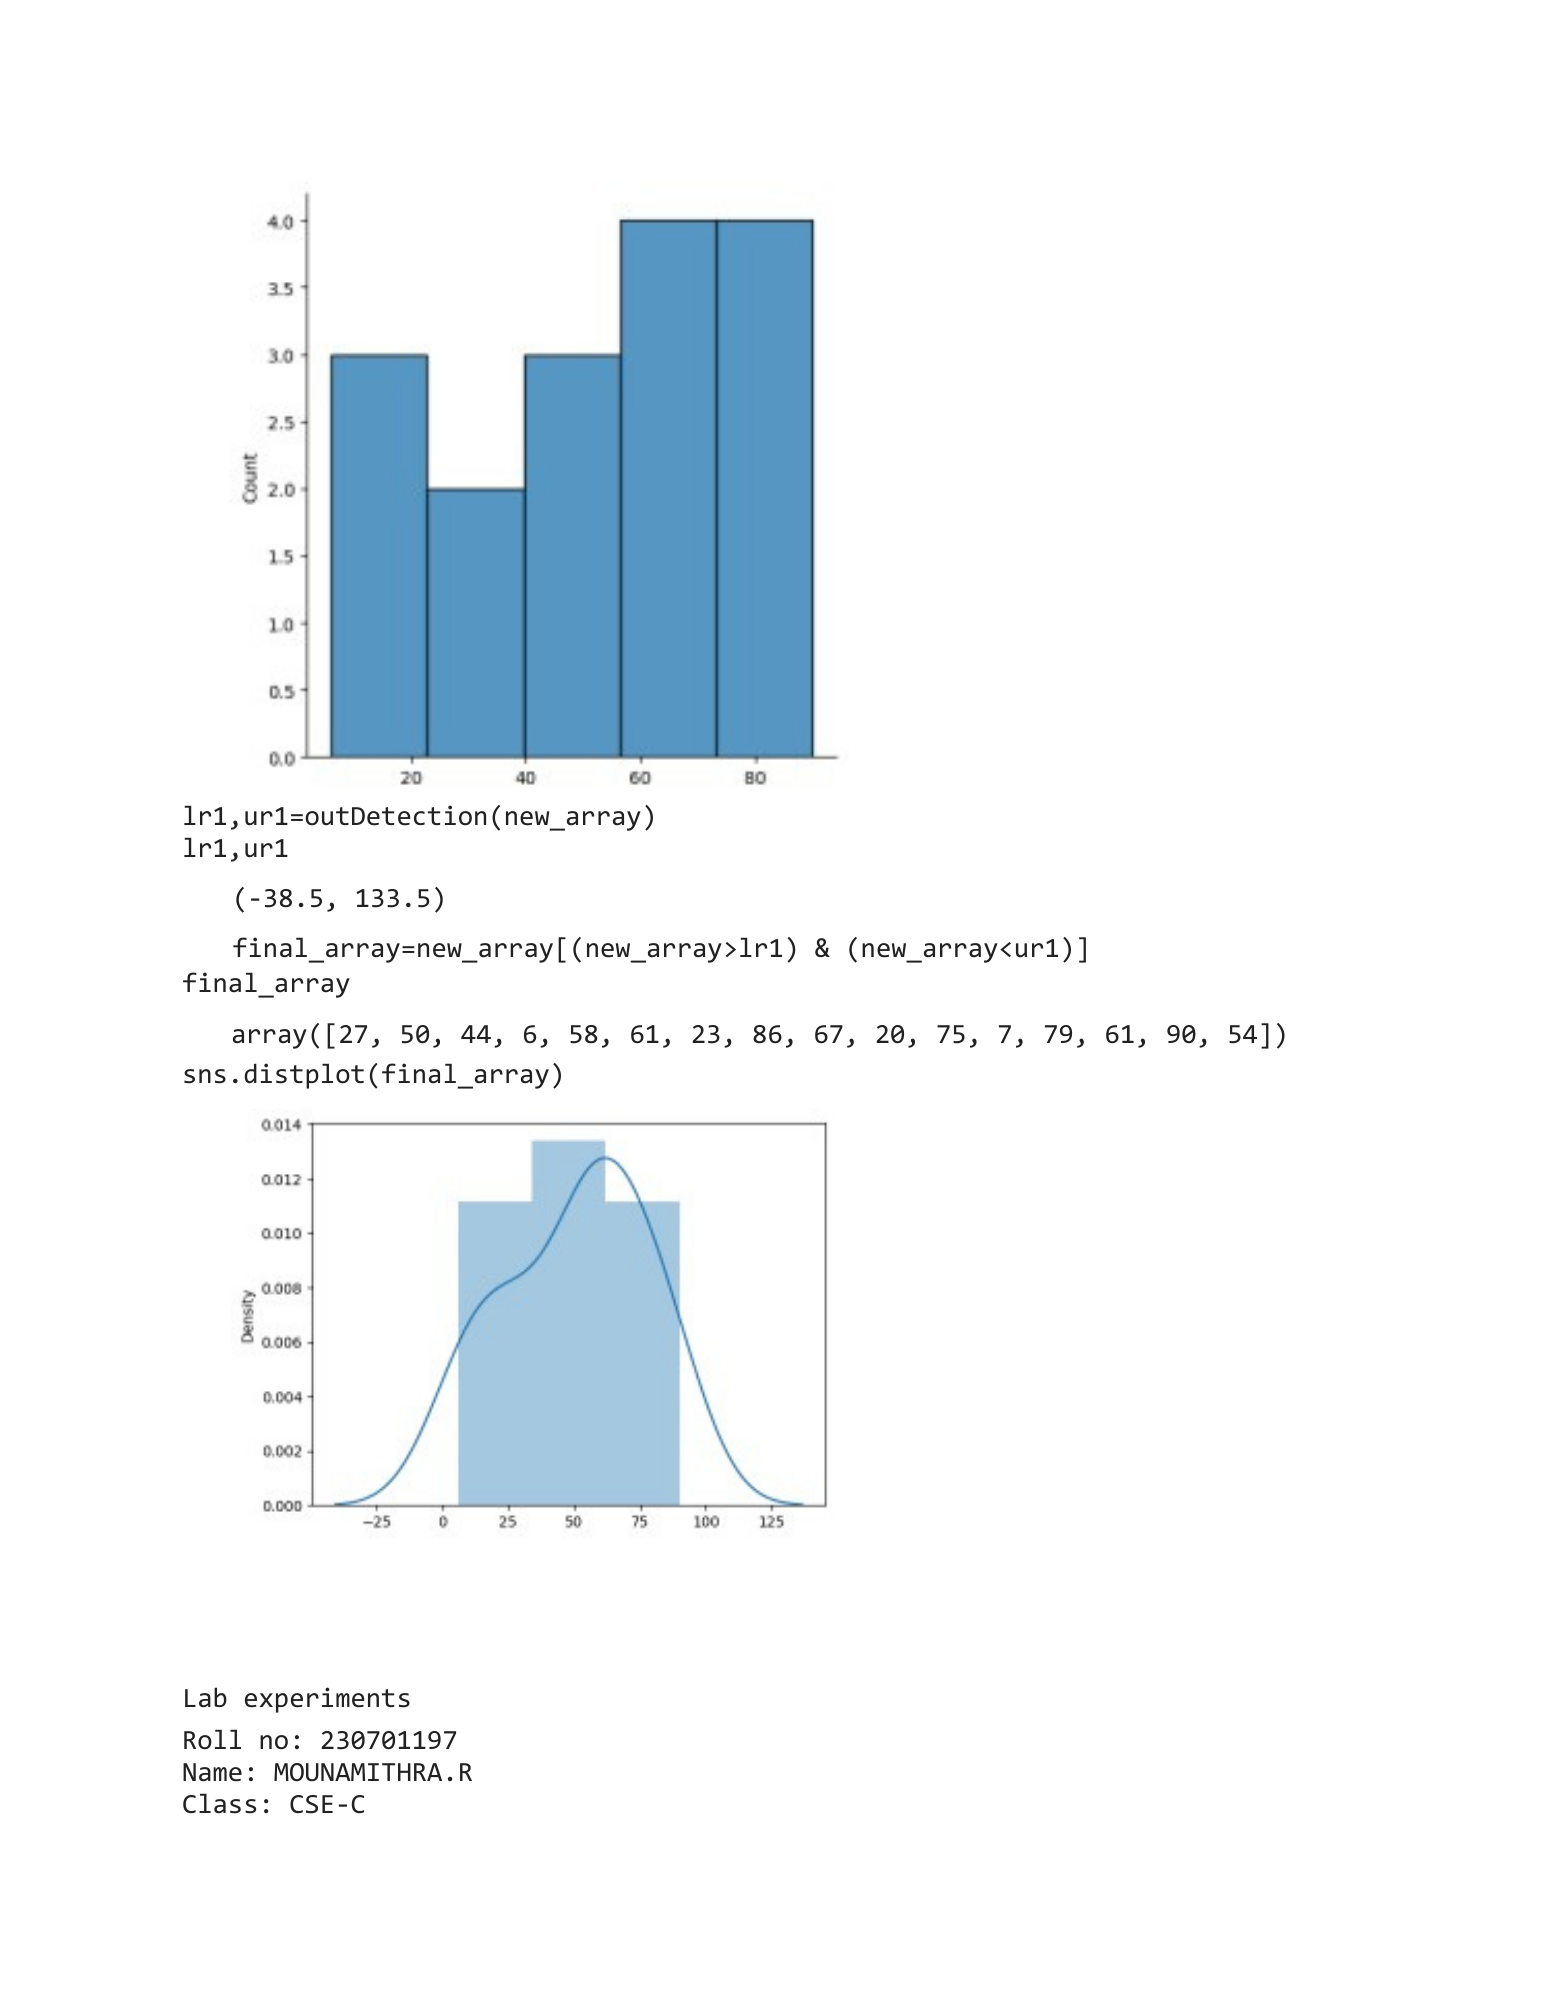 4.0
3.5
3.0
2.5
2.0
1.5
1.0
0.5
0.0
Count
20 40 60 80
lr1,ur1=outDetection(new_array)
lr1,ur1
(-38.5, 133.5)
final_array=new_array[(new_array>lr1) & (new_array<ur1)]
final_array
array([27, 50, 44, 6, 58, 61, 23, 86, 67, 20, 75, 7, 79, 61, 90, 54])
sns.distplot(final_array)
0.014
0.012
0.010
0.008
0.006
0.004
0.002
0.000
Density
−25 0 25 50 75 100 125
Lab experiments
Roll no: 230701197
Name: MOUNAMITHRA.R
Class: CSE-C